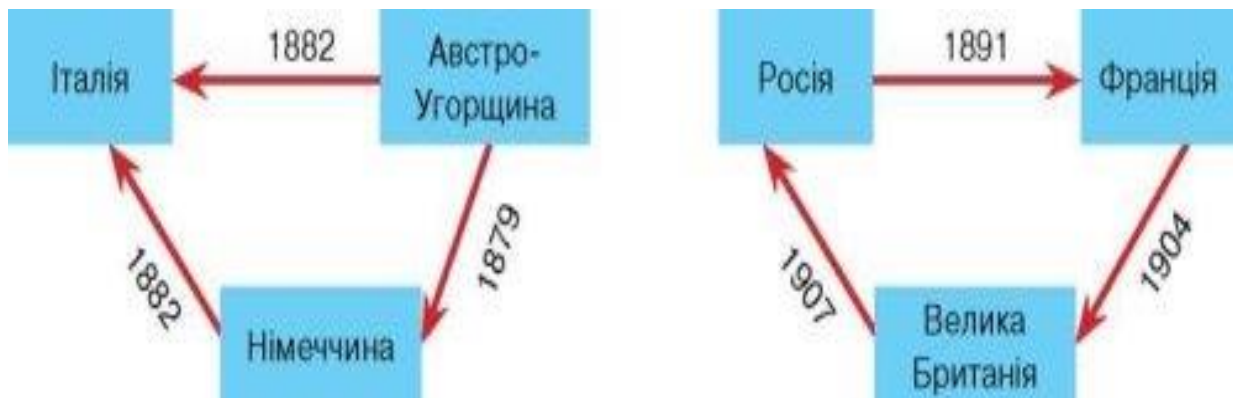 Італія
1882
Австро-
Угорщина
1882
1879
Німеччина
Росія
1891
Франція
1907
1904
Велика
Британія